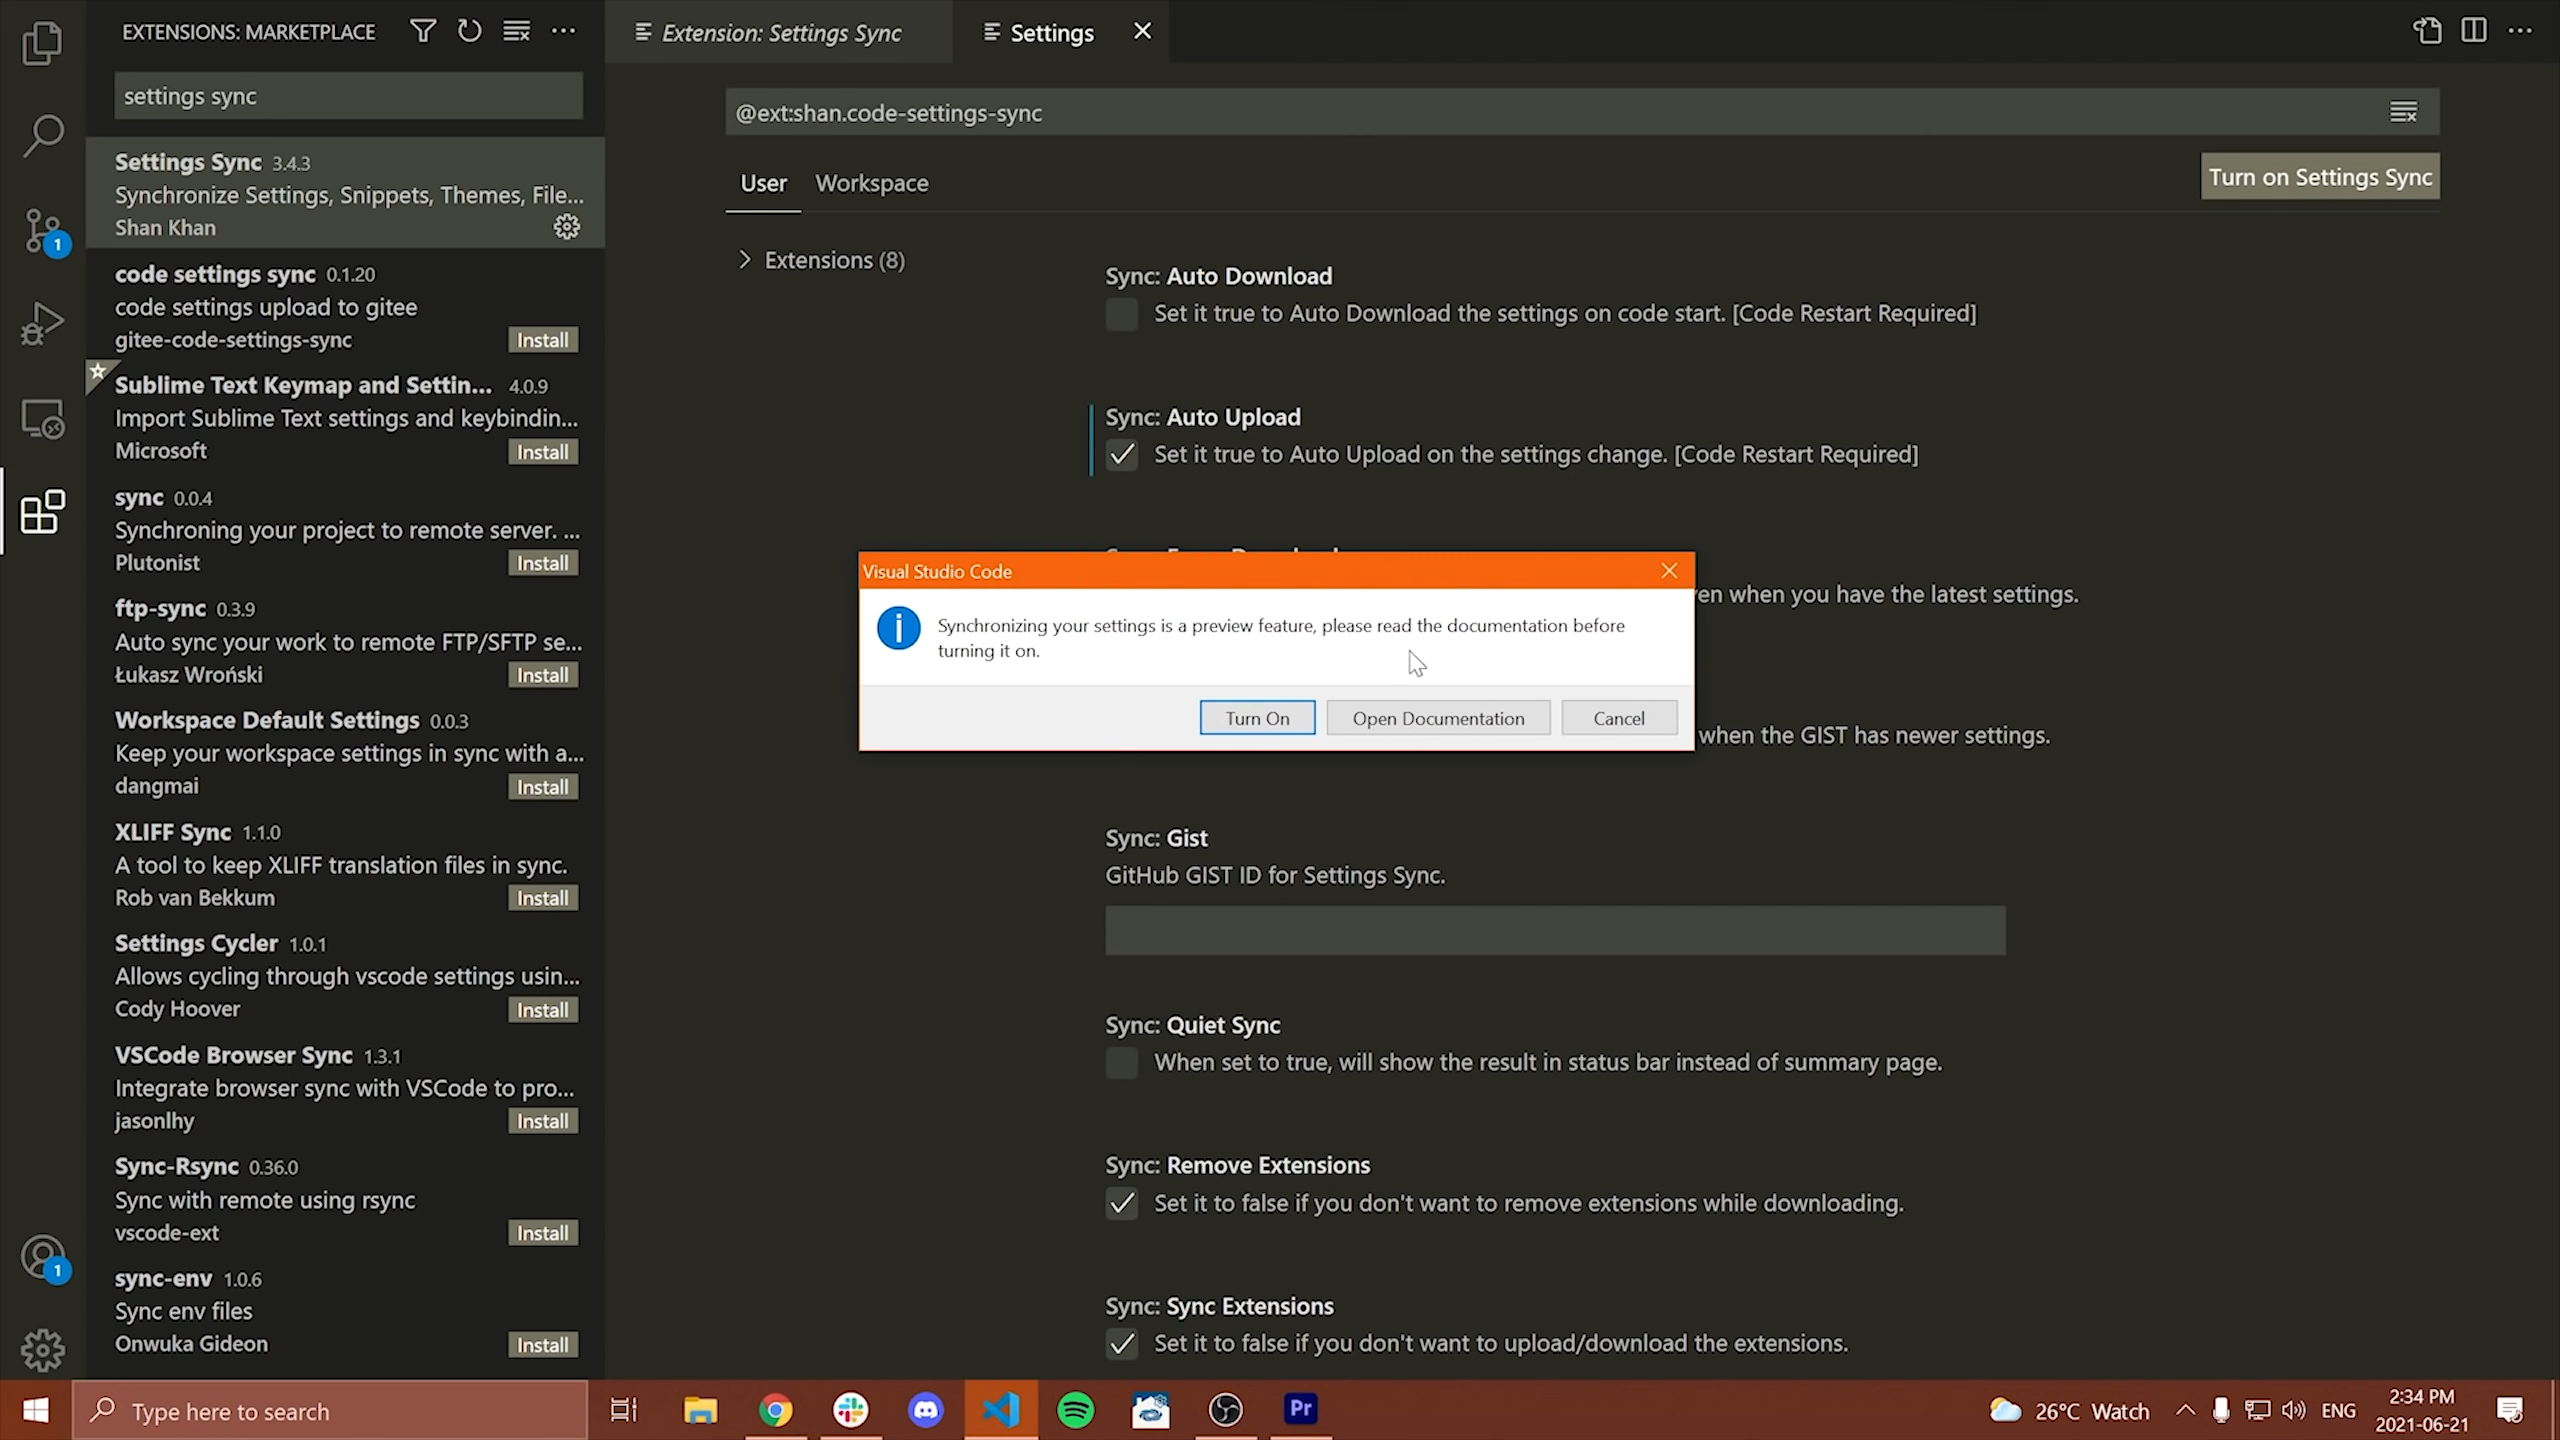 EXTENSIONS: MARKETPLACE
settings sync
Settings Sync 3.4.3
Synchronize Settings, Snippets, Themes, File...
Shan Khan
code settings sync 0.1.20
code settings upload to gitee
gitee-code-settings-sync Install
Sublime Text Keymap and Settin... 4.0.9
Import Sublime Text settings and keybindin...
Microsoft Install
sync 0.0.4
Synchroning your project to remote server. ...
Plutonist Install
ftp-sync 0.3.9
Auto sync your work to remote FTP/SFTP se...
Łukasz Wroński Install
Workspace Default Settings 0.0.3
Keep your workspace settings in sync with a...
dangmai Install
XLIFF Sync 1.1.0
A tool to keep XLIFF translation files in sync.
Rob van Bekkum Install
Settings Cycler 1.0.1
Allows cycling through vscode settings usin...
Cody Hoover Install
VSCode Browser Sync 1.3.1
Integrate browser sync with VSCode to pro...
jasonlhy Install
Sync-Rsync 0.36.0
Sync with remote using rsync
vscode-ext Install
sync-env 1.0.6
Sync env files
Onwuka Gideon Install
1
1
Extension: Settings Sync
Settings
@ext:shan.code-settings-sync
User Workspace
Turn on Settings Sync
Extensions (8)
Sync: Auto Download
Set it true to Auto Download the settings on code start. [Code Restart Required]
Sync: Auto Upload
Set it true to Auto Upload on the settings change. [Code Restart Required]
Visual Studio Code
Synchronizing your settings is a preview feature, please read the documentation before
turning it on.
Turn On Open Documentation Cancel
when you have the latest settings.
when the GIST has newer settings.
Sync: Gist
GitHub GIST ID for Settings Sync.
Sync: Quiet Sync
When set to true, will show the result in status bar instead of summary page.
Sync: Remove Extensions
Set it to false if you don't want to remove extensions while downloading.
Sync: Sync Extensions
Set it to false if you don't want to upload/download the extensions.
Type here to search
Pr
26°C Watch
ENG
2:34 PM
2021-06-21